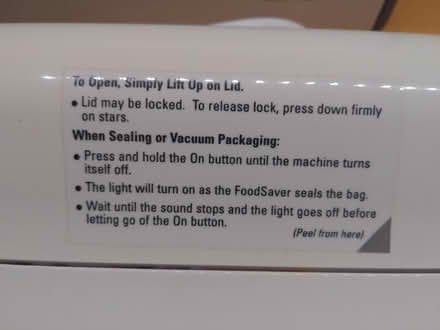 To Open, Simply Lift Up on Lid.
• Lid may be locked. To release lock, press down firmly
on stars.
When Sealing or Vacuum Packaging:
• Press and hold the On button until the machine turns
itself off.
• The light will turn on as the FoodSaver seals the bag.
• Wait until the sound stops and the light goes off before
letting go of the On button.
(Peel from here)